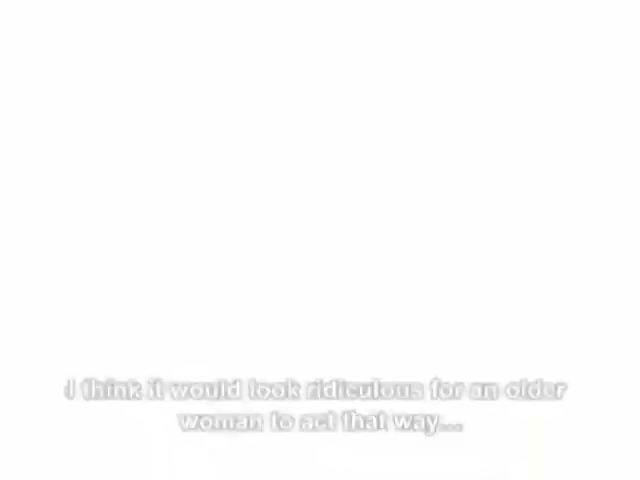 I think it would look ridiculous for an older
woman to act that way...